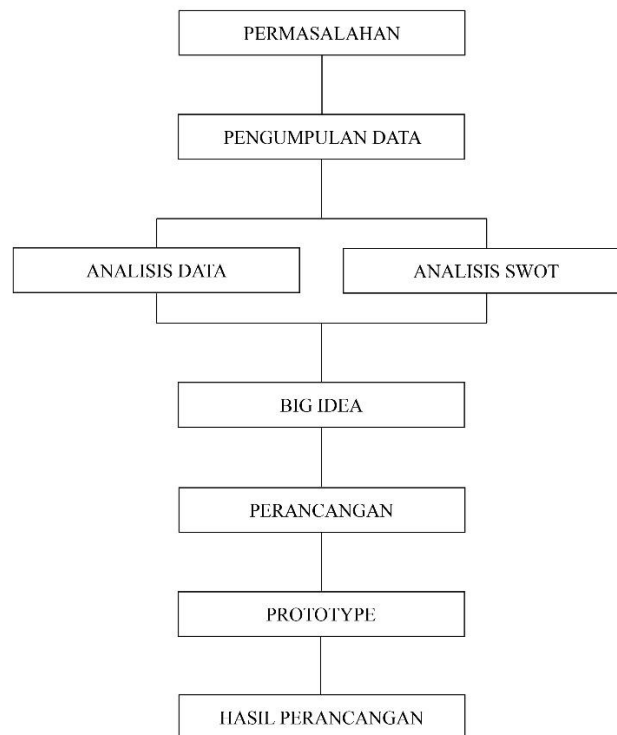 PERMASALAHAN
PENGUMPULAN DATA
ANALISIS DATA
ANALISIS SWOT
BIG IDEA
PERANCANGAN
PROTOTYPE
HASIL PERANCANGAN